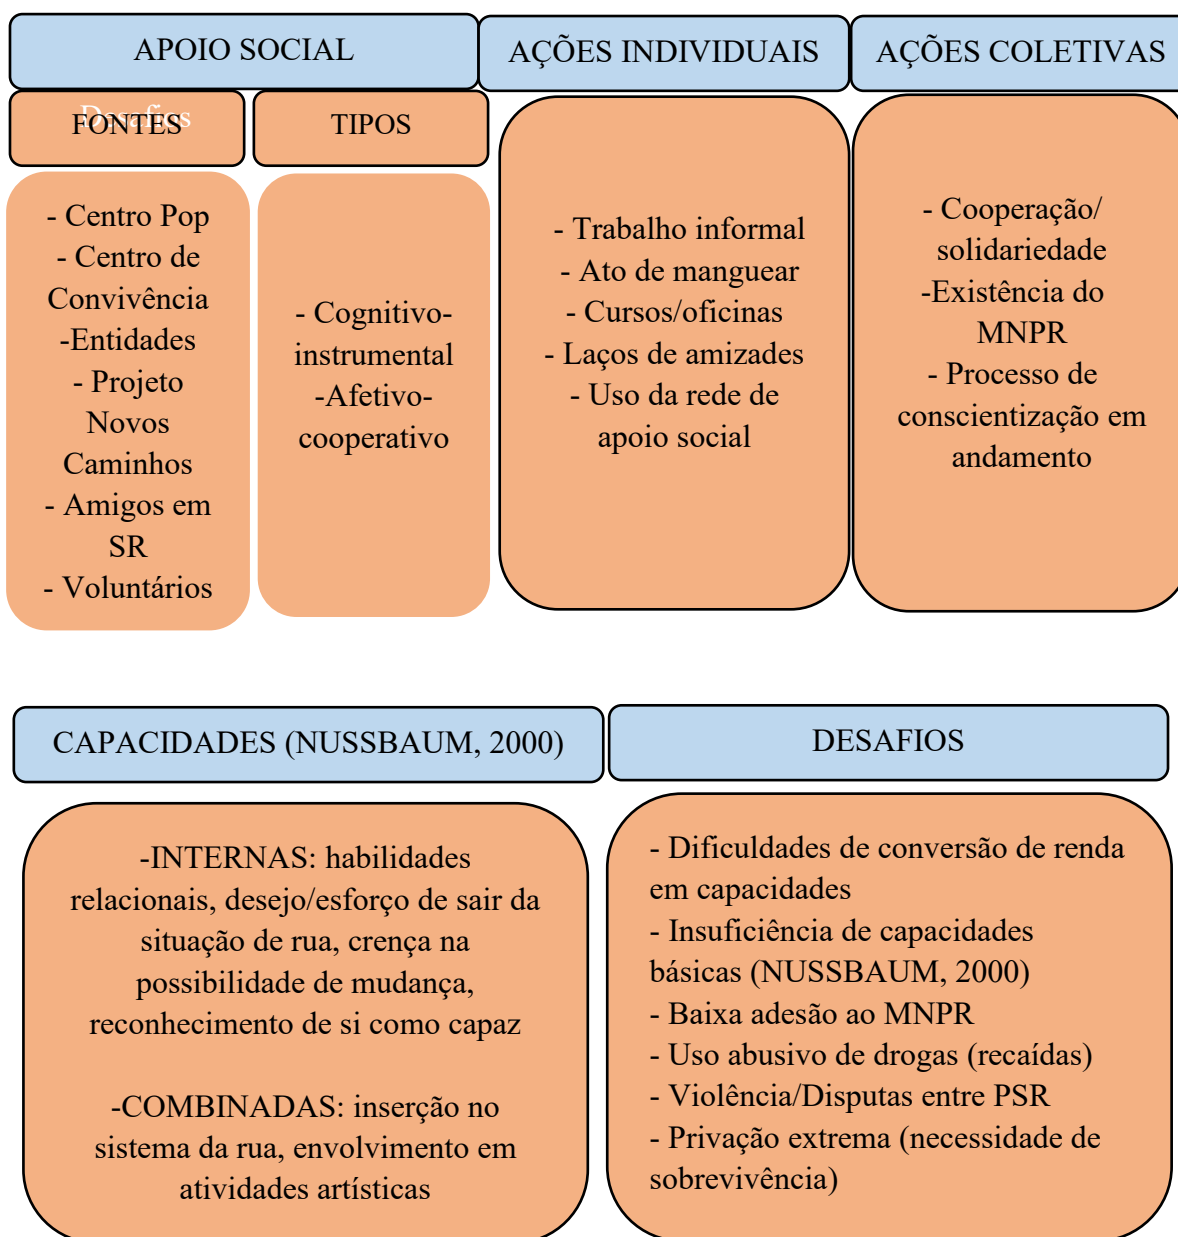 APOIO SOCIAL
AÇÕES INDIVIDUAIS
AÇÕES COLETIVAS
Desafios
FONTES
TIPOS
- Centro Pop
- Centro de
Convivência
-Entidades
- Projeto
Novos
Caminhos
- Amigos em
SR
- Voluntários
- Cognitivo-
instrumental
-Afetivo-
cooperativo
- Trabalho informal
- Ato de manguear
- Cursos/oficinas
- Laços de amizades
- Uso da rede de
apoio social
- Cooperação/
solidariedade
-Existência do
MNPR
- Processo de
conscientização em
andamento
CAPACIDADES (NUSSBAUM, 2000)
DESAFIOS
-INTERNAS: habilidades
relacionais, desejo/esforço de sair da
situação de rua, crença na
possibilidade de mudança,
reconhecimento de si como capaz
-COMBINADAS: inserção no
sistema da rua, envolvimento em
atividades artísticas
- Dificuldades de conversão de renda
em capacidades
- Insuficiência de capacidades
básicas (NUSSBAUM, 2000)
- Baixa adesão ao MNPR
- Uso abusivo de drogas (recaídas)
- Violência/Disputas entre PSR
- Privação extrema (necessidade de
sobrevivência)